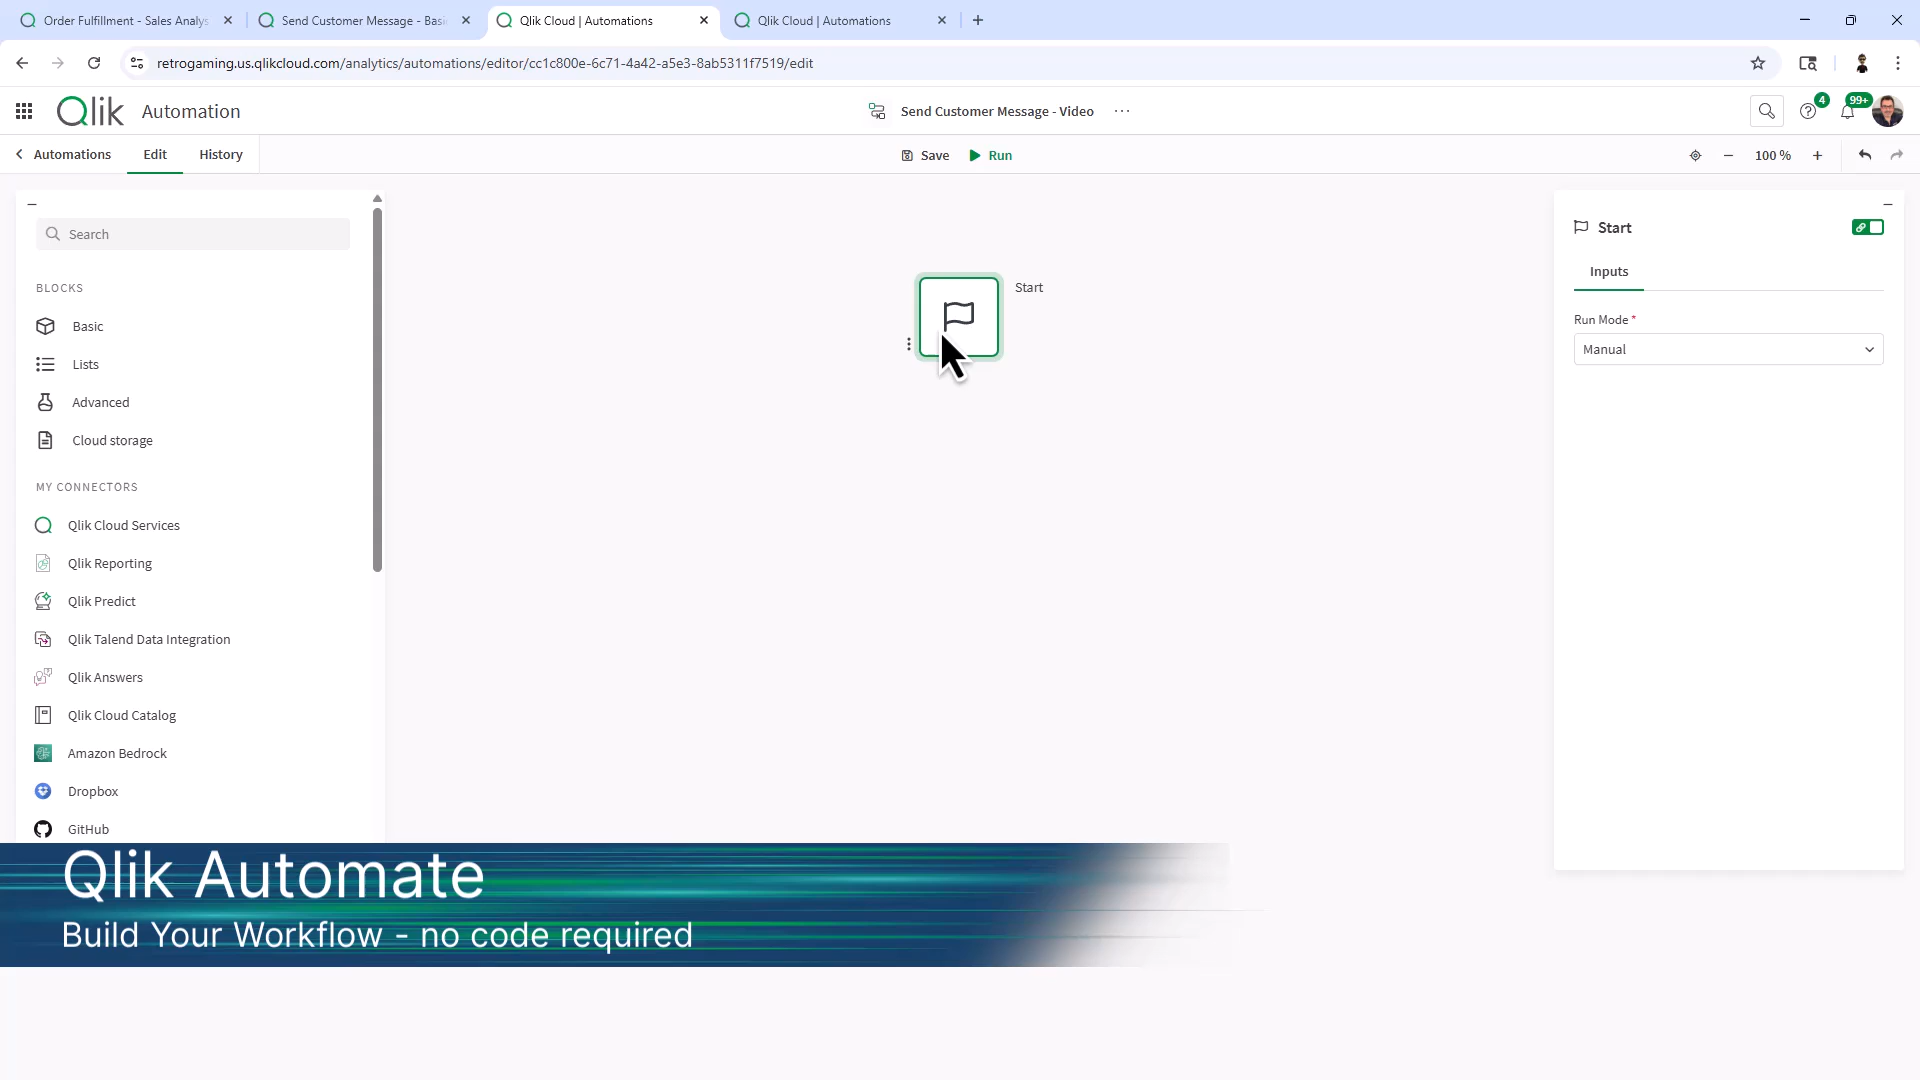 Order Fulfillment - Sales Analys
Send Customer Message - Basi
Qlik Cloud | Automations
Qlik Cloud | Automations
retrogaming.us.qlikcloud.com/analytics/automations/editor/cc1c800e-6c71-4a42-a5e3-8ab5311f7519/edit
Qlik
Automation
Send Customer Message - Video
4
99+
Automations
Edit
History
Save
Run
100 %
Search
BLOCKS
Basic
Lists
Advanced
Cloud storage
MY CONNECTORS
Qlik Cloud Services
Qlik Reporting
Qlik Predict
Qlik Talend Data Integration
Qlik Answers
Qlik Cloud Catalog
Amazon Bedrock
Dropbox
GitHub
Start
Start
Inputs
Run Mode *
Manual
Qlik Automate
Build Your Workflow - no code required